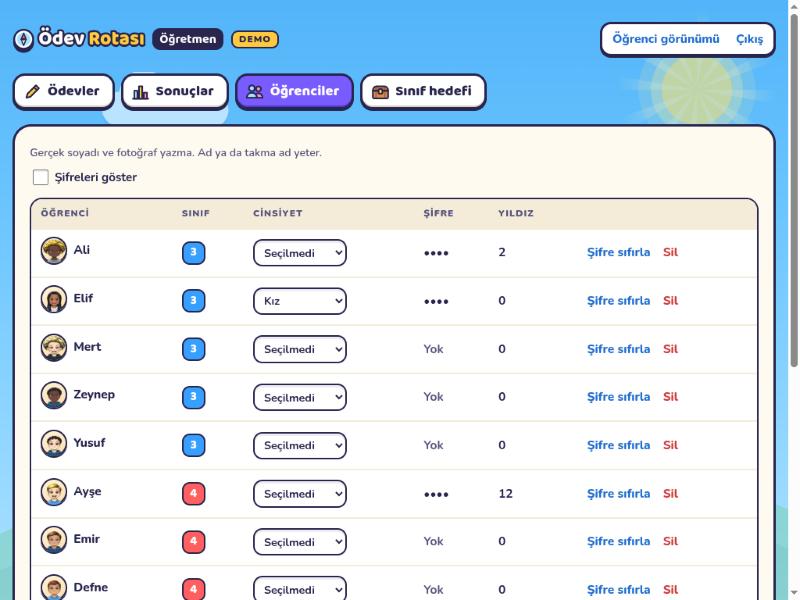 Ödev Rotası Öğretmen DEMO Öğrenci görünümü Çıkış
Ödevler Sonuçlar Öğrenciler Sınıf hedefi
Gerçek soyadı ve fotoğraf yazma. Ad ya da takma ad yeter.
Şifreleri göster
ÖĞRENCİ SINIF CİNSİYET ŞİFRE YILDIZ
Ali 3 Seçilmedi •••• 2 Şifre sıfırla Sil
Elif 3 Kız •••• 0 Şifre sıfırla Sil
Mert 3 Seçilmedi Yok 0 Şifre sıfırla Sil
Zeynep 3 Seçilmedi Yok 0 Şifre sıfırla Sil
Yusuf 3 Seçilmedi Yok 0 Şifre sıfırla Sil
Ayşe 4 Seçilmedi •••• 12 Şifre sıfırla Sil
Emir 4 Seçilmedi Yok 0 Şifre sıfırla Sil
Defne 4 Seçilmedi Yok 0 Şifre sıfırla Sil